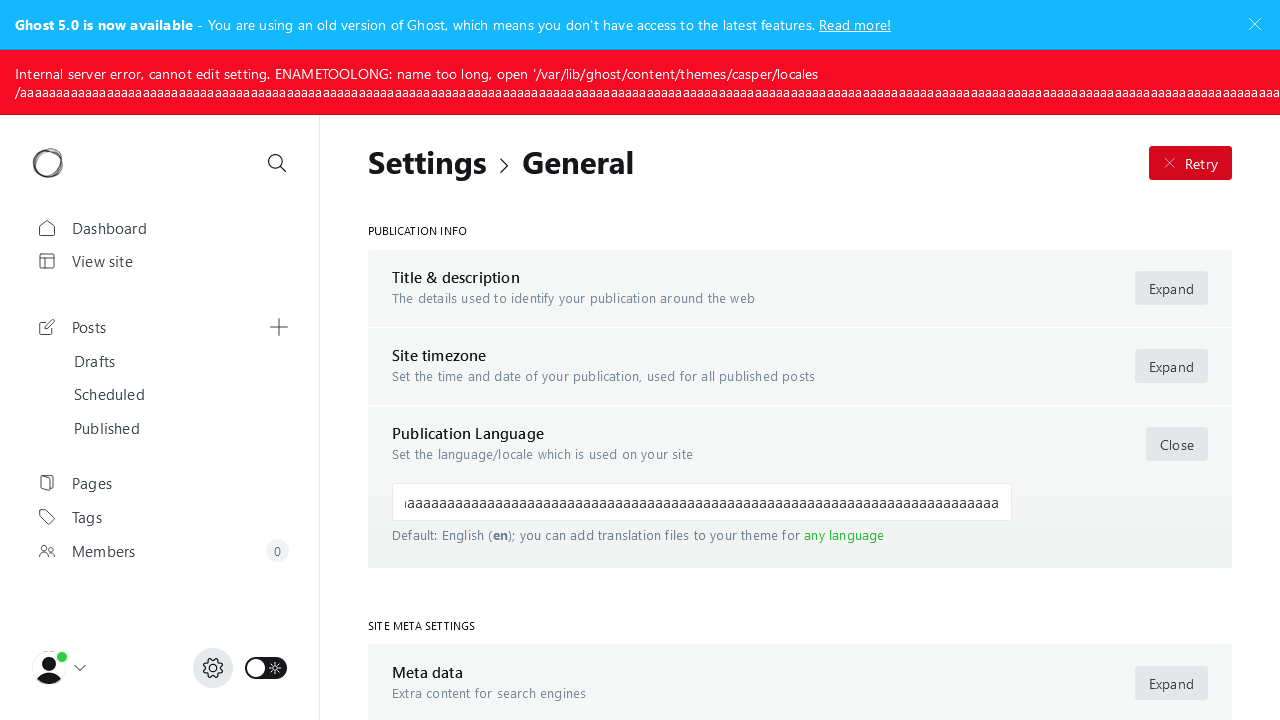 Ghost 5.0 is now available - You are using an old version of Ghost, which means you don't have access to the latest features. Read more!
Internal server error, cannot edit setting. ENAMETOOLONG: name too long, open '/var/lib/ghost/content/themes/casper/locales
Settings > General
Retry
Dashboard
View site
Posts
Drafts
Scheduled
Published
Pages
Tags
Members
0
PUBLICATION INFO
Title & description
The details used to identify your publication around the web
Expand
Site timezone
Set the time and date of your publication, used for all published posts
Expand
Publication Language
Set the language/locale which is used on your site
Close
Default: English (en); you can add translation files to your theme for any language
SITE META SETTINGS
Meta data
Extra content for search engines
Expand